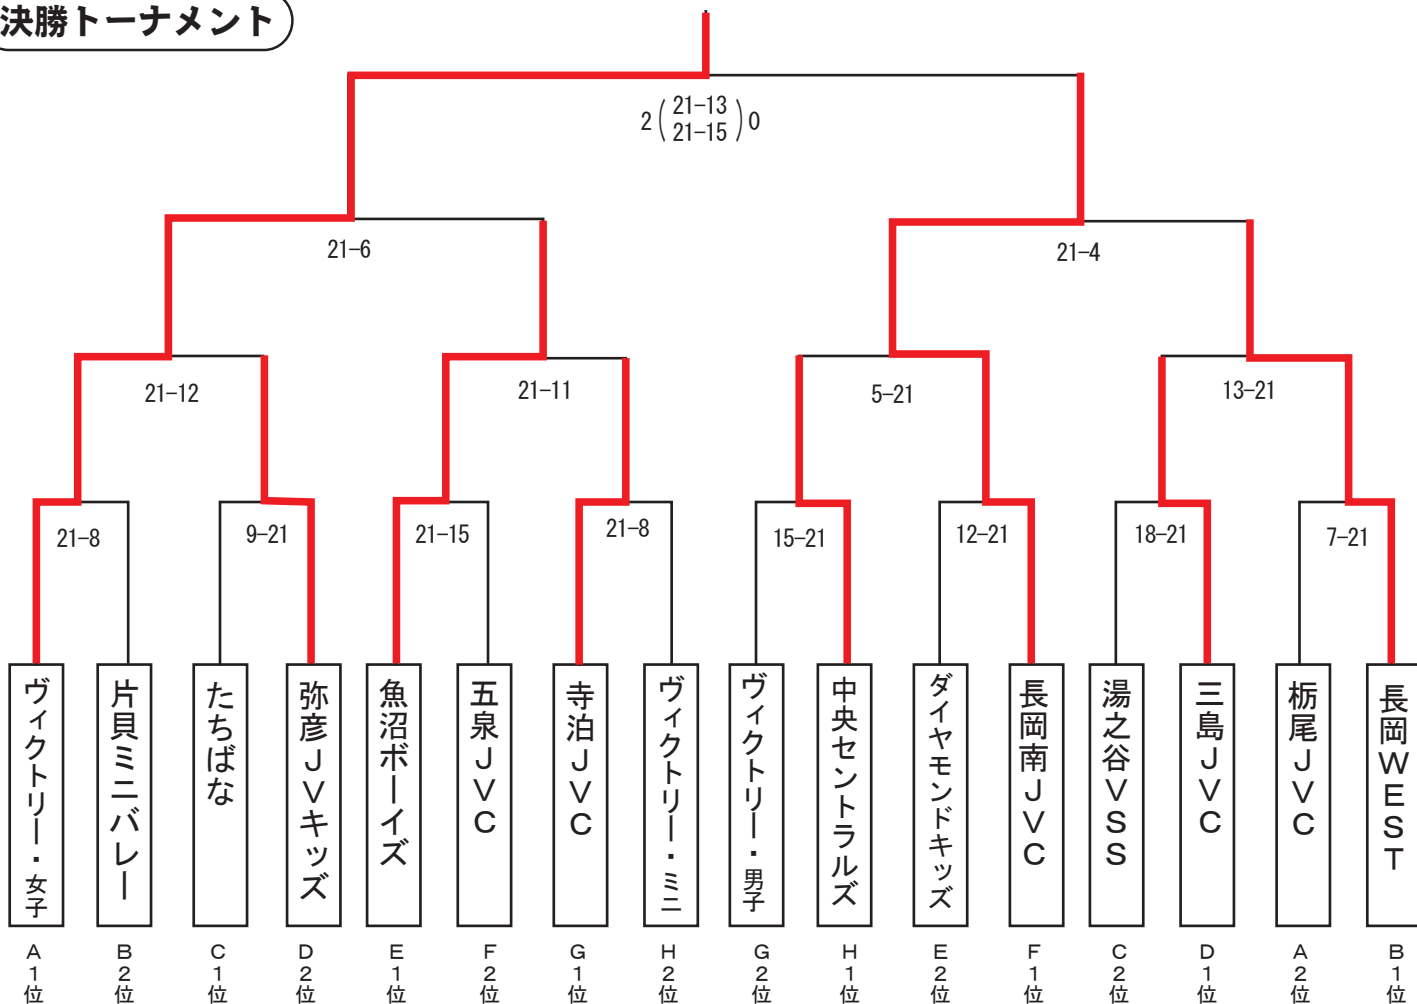 決勝トーナメント
2(21-13
21-15)0
21-6
21-4
21-12
21-11
5-21
13-21
21-8
9-21
21-15
21-8
15-21
12-21
18-21
7-21
ヴィクトリー・女子
片貝ミニバレー
たちばな
弥彦JVキッズ
魚沼ボーイズ
五泉JVC
寺泊JVC
ヴィクトリー・ミニ
ヴィクトリー・男子
中央セントラルズ
ダイヤモンドキッズ
長岡南JVC
湯之谷VSS
三島JVC
栃尾JVC
長岡WEST
A1位
B2位
C1位
D2位
E1位
F2位
G1位
H2位
G2位
H1位
E2位
F1位
C2位
D1位
A2位
B1位